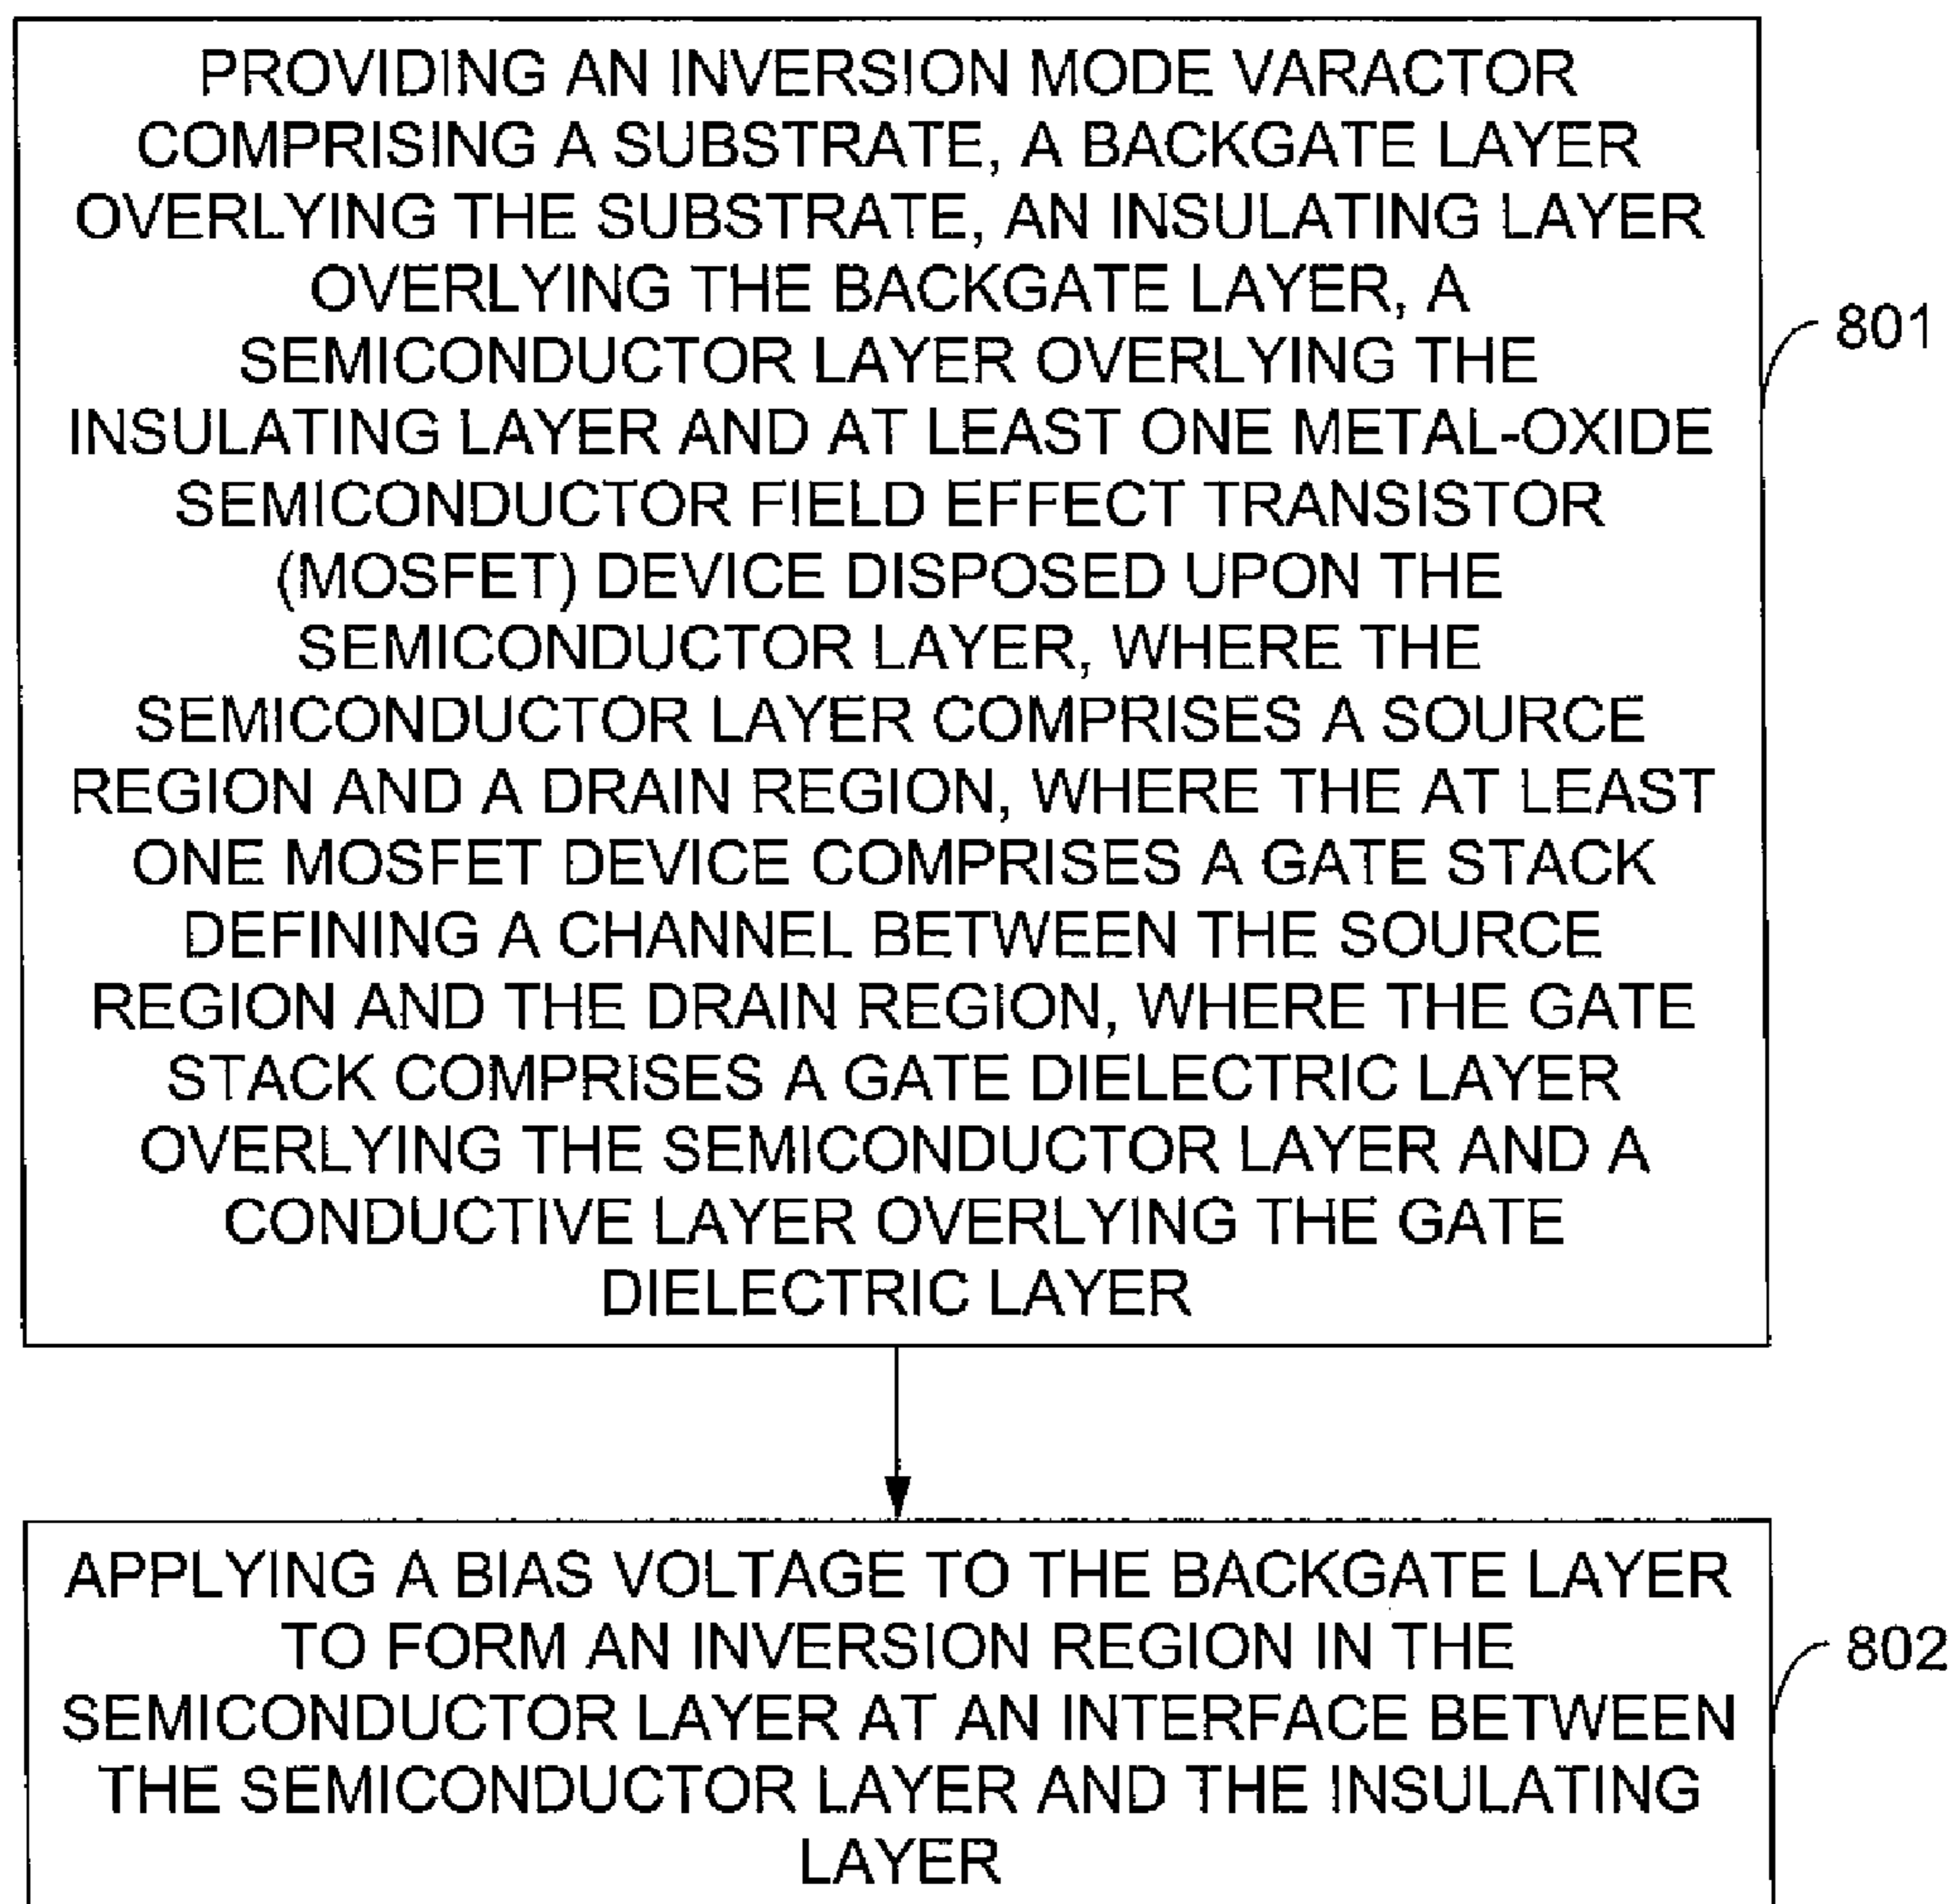 PROVIDING AN INVERSION MODE VARACTOR
COMPRISING A SUBSTRATE, A BACKGATE LAYER
OVERLYING THE SUBSTRATE, AN INSULATING LAYER
OVERLYING THE BACKGATE LAYER, A
SEMICONDUCTOR LAYER OVERLYING THE
INSULATING LAYER AND AT LEAST ONE METAL-OXIDE
SEMICONDUCTOR FIELD EFFECT TRANSISTOR
(MOSFET) DEVICE DISPOSED UPON THE
SEMICONDUCTOR LAYER, WHERE THE
SEMICONDUCTOR LAYER COMPRISES A SOURCE
REGION AND A DRAIN REGION, WHERE THE AT LEAST
ONE MOSFET DEVICE COMPRISES A GATE STACK
DEFINING A CHANNEL BETWEEN THE SOURCE
REGION AND THE DRAIN REGION, WHERE THE GATE
STACK COMPRISES A GATE DIELECTRIC LAYER
OVERLYING THE SEMICONDUCTOR LAYER AND A
CONDUCTIVE LAYER OVERLYING THE GATE
DIELECTRIC LAYER
801
APPLYING A BIAS VOLTAGE TO THE BACKGATE LAYER
TO FORM AN INVERSION REGION IN THE
SEMICONDUCTOR LAYER AT AN INTERFACE BETWEEN
THE SEMICONDUCTOR LAYER AND THE INSULATING
LAYER
802